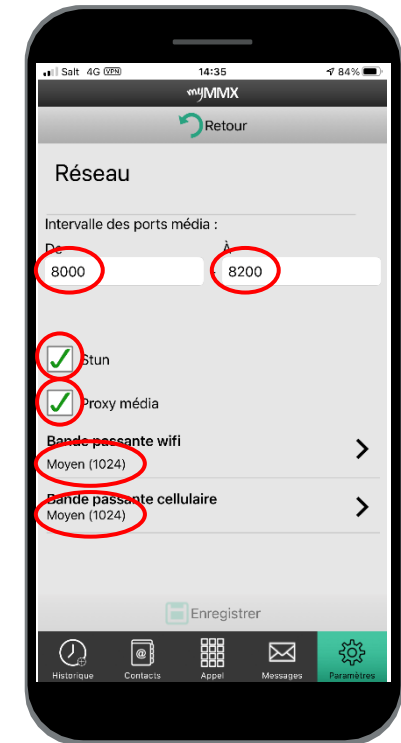 Salt 4G VPN 14:35 84%
myMMX
Retour
Réseau
Intervalle des ports média :
De À
8000 - 8200
Stun
Proxy média
Bande passante wifi
Moyen (1024)
Bande passante cellulaire
Moyen (1024)
Enregistrer
Historique Contacts Appel Messages Paramètres